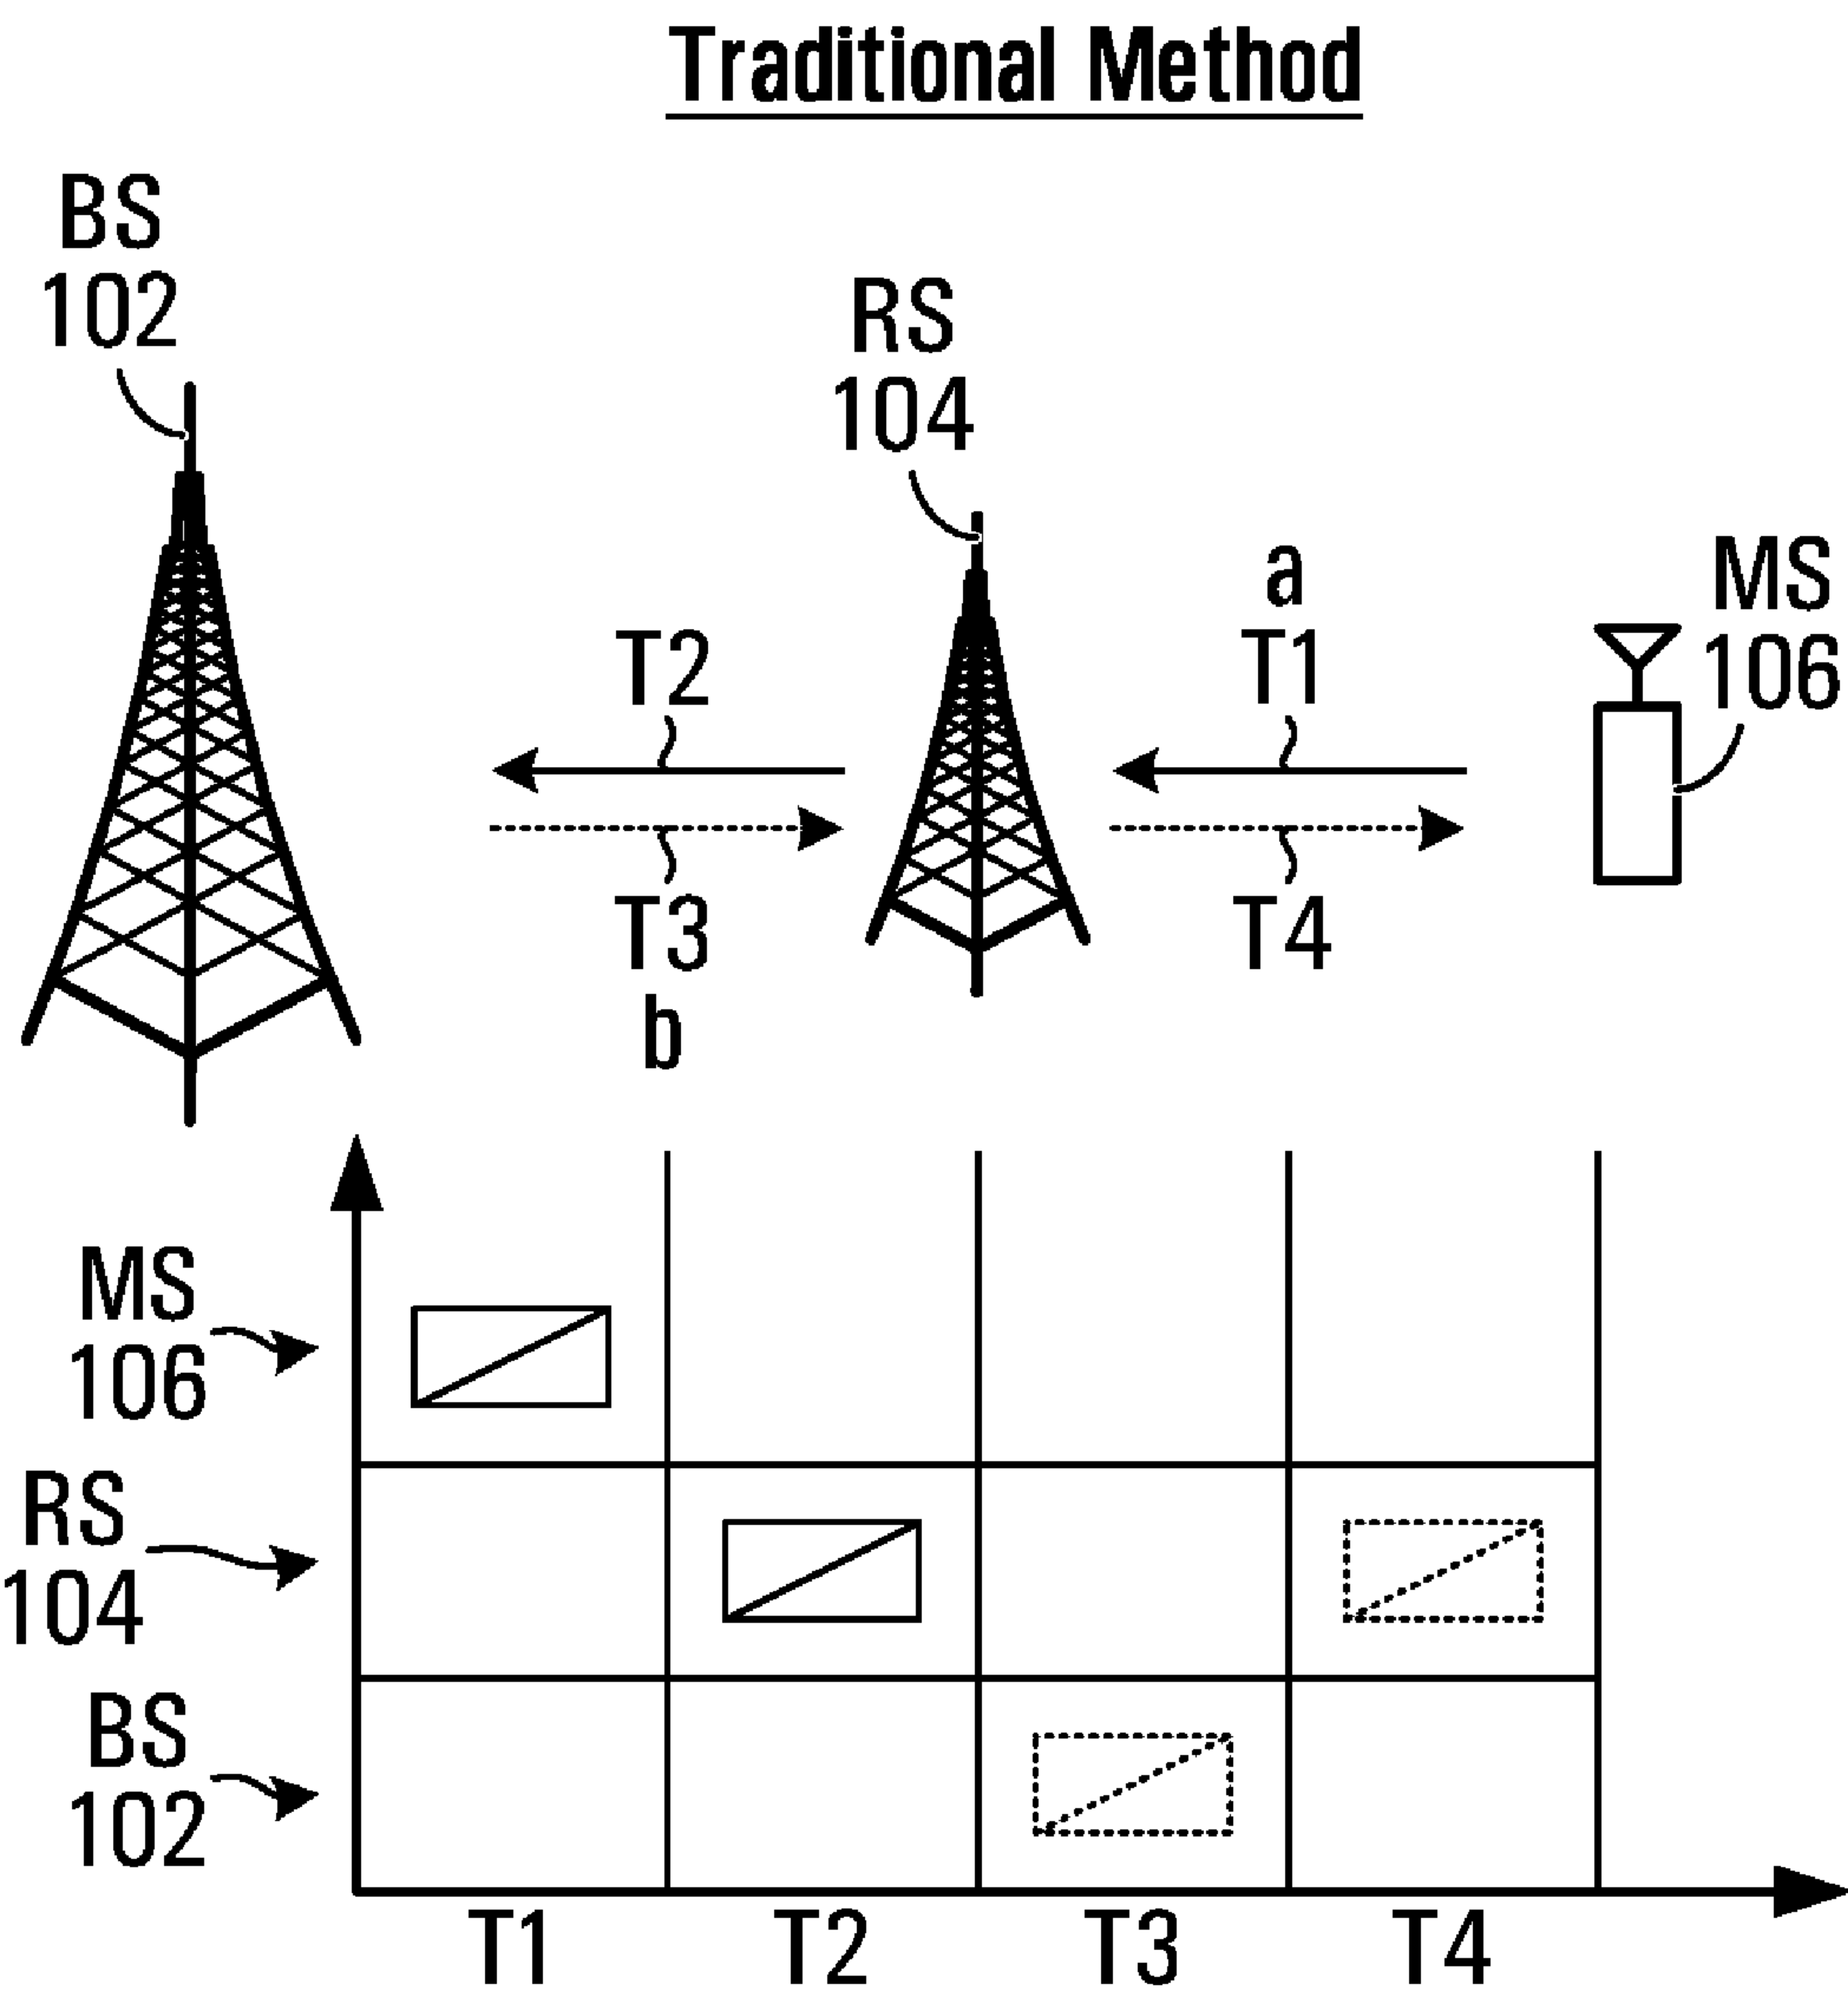 Traditional Method
BS
102
RS
104
MS
106
a
T1
T2
T3
b
T4
MS
106
RS
104
BS
102
T1 T2 T3 T4